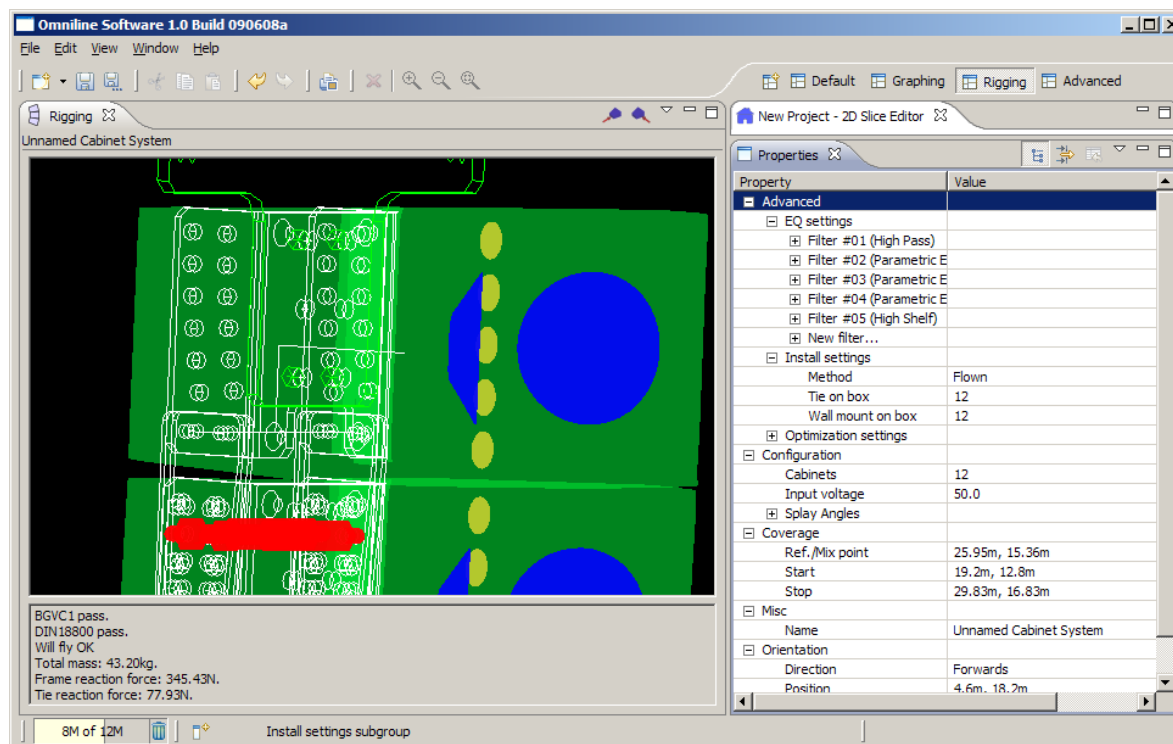 Omniline Software 1.0 Build 090608a
File Edit View Window Help
Default Graphing Rigging Advanced
Rigging
Unnamed Cabinet System
New Project - 2D Slice Editor
Properties
Property Value
Advanced
EQ settings
Filter #01 (High Pass)
Filter #02 (Parametric E
Filter #03 (Parametric E
Filter #04 (Parametric E
Filter #05 (High Shelf)
New filter...
Install settings
Method Flown
Tie on box 12
Wall mount on box 12
Optimization settings
Configuration
Cabinets 12
Input voltage 50.0
Splay Angles
Coverage
Ref./Mix point 25.95m, 15.36m
Start 19.2m, 12.8m
Stop 29.83m, 16.83m
Misc
Name Unnamed Cabinet System
Orientation
Direction Forwards
Position 4.6m, 18.2m
BGVC1 pass.
DIN18800 pass.
Will fly OK
Total mass: 43.20kg.
Frame reaction force: 345.43N.
Tie reaction force: 77.93N.
8M of 12M
Install settings subgroup